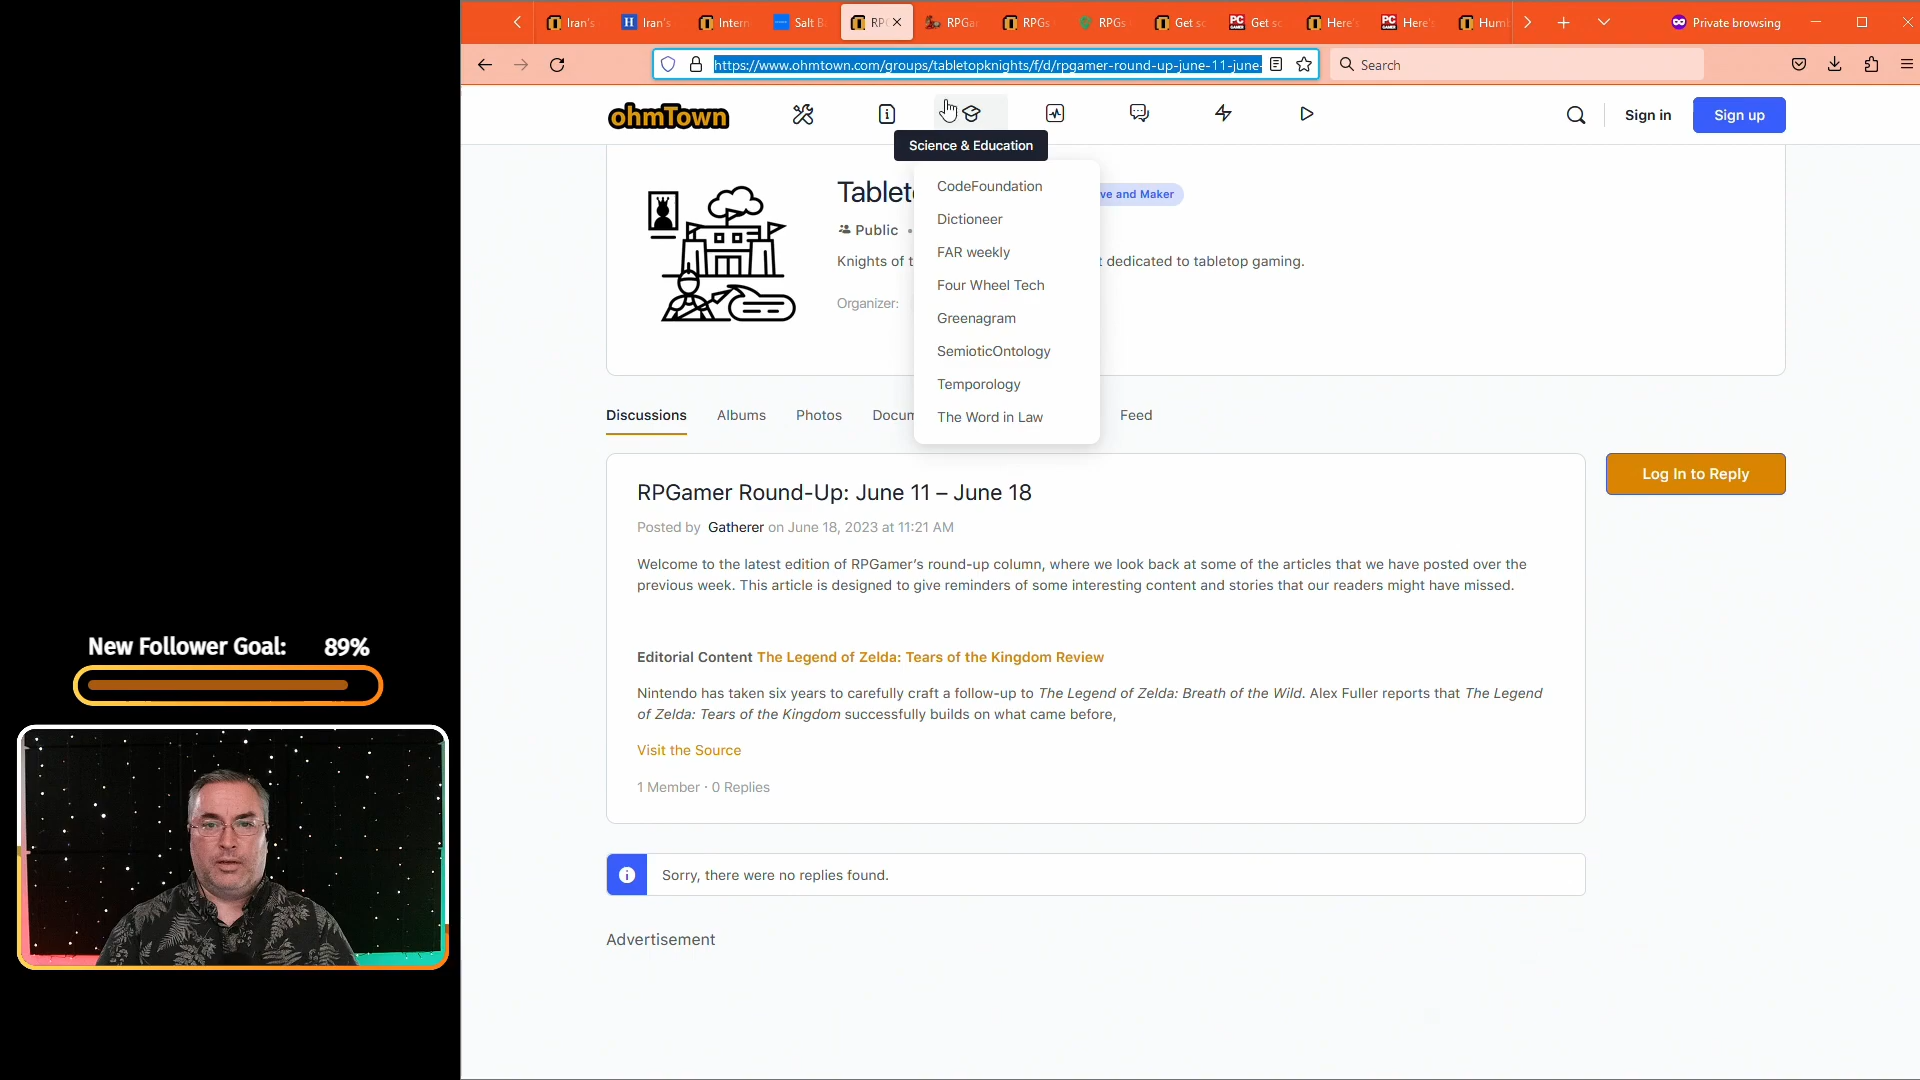 Iran's
Iran's
Intern
Salt B
RPG
RPGar
RPGs
RPGs
Get sc
Get sc
Here'
Here'
Humb
Private browsing
https://www.ohmtown.com/groups/tabletopknights/f/d/rpgamer-round-up-june-11-june-
Search
ohmTown
Sign in
Sign up
Science & Education
CodeFoundation
Dictioneer
FAR weekly
Four Wheel Tech
Greenagram
SemioticOntology
Temporology
The Word in Law
Tablet
ve and Maker
Public •
Knights of t
t dedicated to tabletop gaming.
Organizer:
Discussions
Albums
Photos
Docum
Feed
Log In to Reply
RPGamer Round-Up: June 11 – June 18
Posted by Gatherer on June 18, 2023 at 11:21 AM
Welcome to the latest edition of RPGamer's round-up column, where we look back at some of the articles that we have posted over the
previous week. This article is designed to give reminders of some interesting content and stories that our readers might have missed.
Editorial Content The Legend of Zelda: Tears of the Kingdom Review
Nintendo has taken six years to carefully craft a follow-up to The Legend of Zelda: Breath of the Wild. Alex Fuller reports that The Legend
of Zelda: Tears of the Kingdom successfully builds on what came before,
Visit the Source
1 Member · 0 Replies
Sorry, there were no replies found.
Advertisement
New Follower Goal: 89%